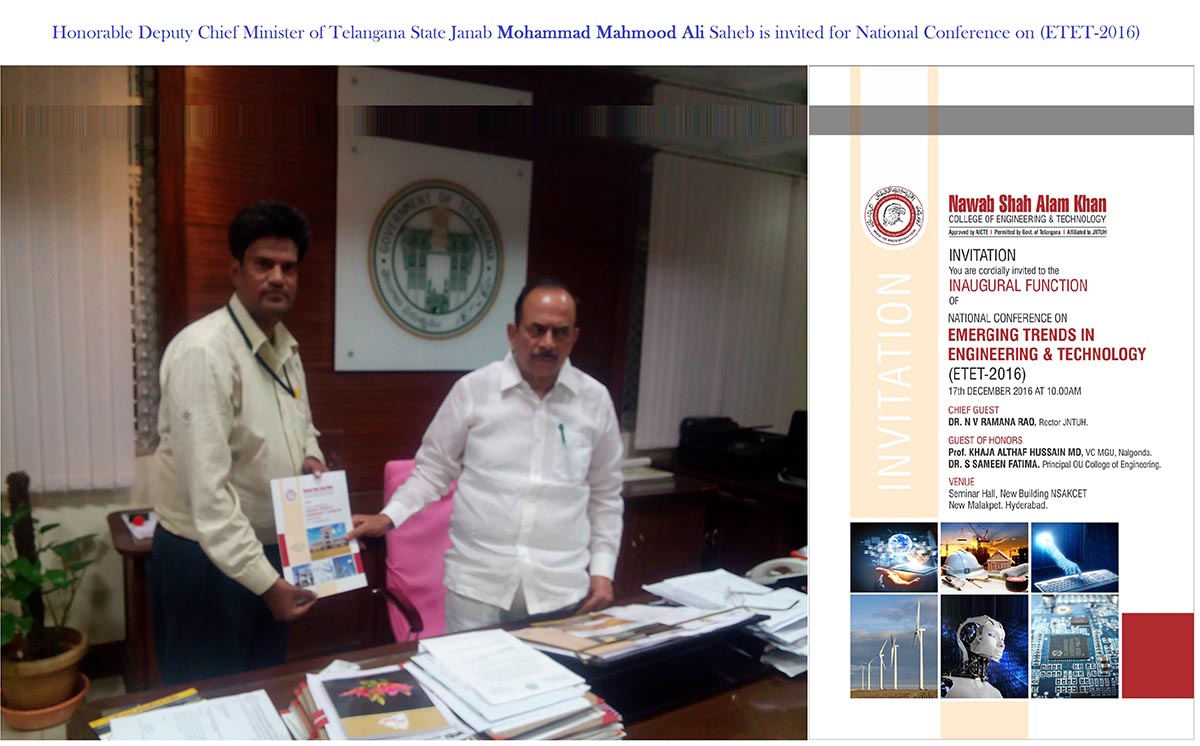 Honorable Deputy Chief Minister of Telangana State Janab Mohammad Mahmood Ali Saheb is invited for National Conference on (ETET-2016)
GOVERNMENT OF TELANGANA
Nawab Shah Alam Khan
Nawab Shah Alam Khan
COLLEGE OF ENGINEERING & TECHNOLOGY
Approved by AICTE I Permitted by Govt. of Telangana I Affiliated to JNTUH
INVITATION
INVITATION
You are cordially invited to the
INAUGURAL FUNCTION
OF
NATIONAL CONFERENCE ON
EMERGING TRENDS IN
ENGINEERING & TECHNOLOGY
(ETET-2016)
17th DECEMBER 2016 AT 10.00AM
CHIEF GUEST
DR. N V RAMANA RAO, Rector JNTUH.
GUEST OF HONORS
Prof. KHAJA ALTHAF HUSSAIN MD, VC MGU, Nalgonda.
DR. S SAMEEN FATIMA. Principal OU College of Engineering.
VENUE
Seminar Hall, New Building NSAKCET
New Malakpet. Hyderabad.